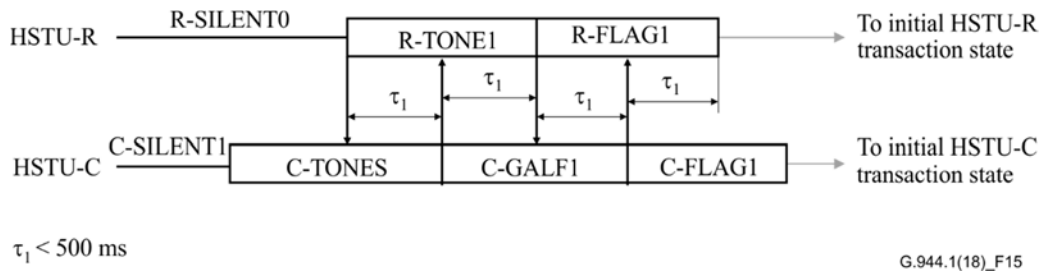 R-SILENT0
HSTU-R
R-TONE1
R-FLAG1
To initial HSTU-R
transaction state
τ1
τ1
τ1
τ1
C-SILENT1
HSTU-C
C-TONES
C-GALF1
C-FLAG1
To initial HSTU-C
transaction state
τ1 < 500 ms
G.944.1(18)_F15